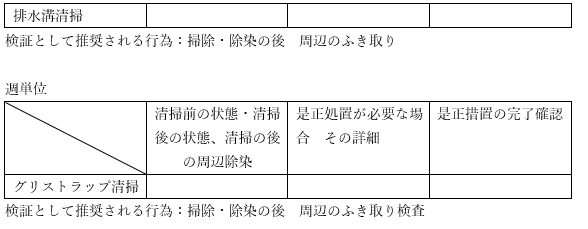 排水溝清掃
検証として推奨される行為：掃除・除染の後　周辺のふき取り
週単位
清掃前の状態・清掃
後の状態、清掃の後
の周辺除染
是正処置が必要な場
合　その詳細
是正措置の完了確認
グリストラップ清掃
検証として推奨される行為：掃除・除染の後　周辺のふき取り検査